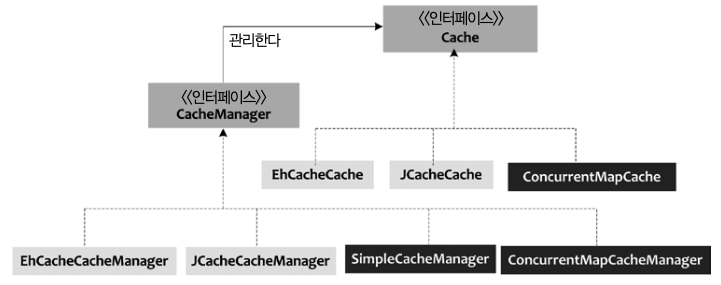 《인터페이스》
Cache
관리한다
《인터페이스》
CacheManager
EhCacheCache
JCacheCache
ConcurrentMapCache
EhCacheCacheManager
JCacheCacheManager
SimpleCacheManager
ConcurrentMapCacheManager